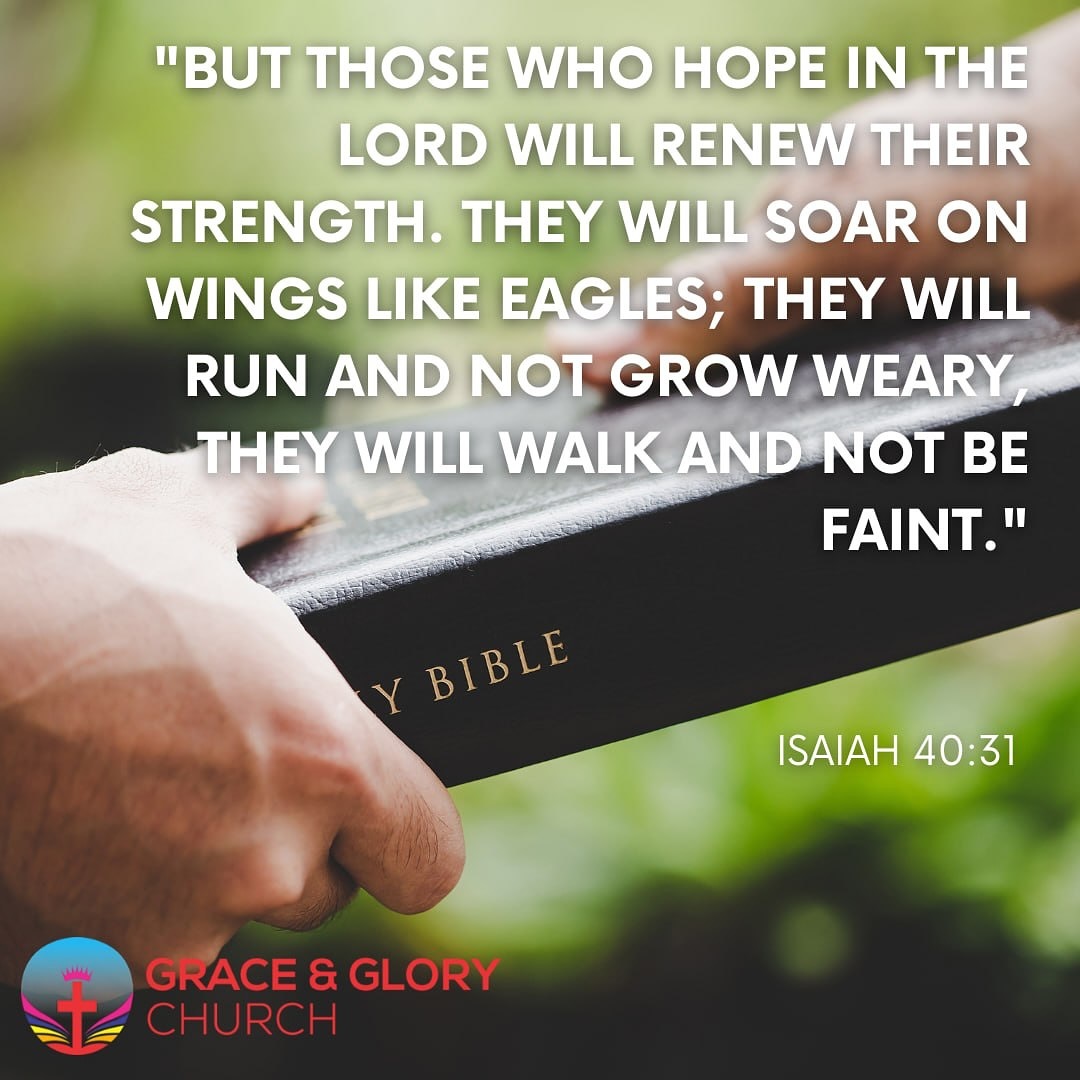 "BUT THOSE WHO HOPE IN THE
LORD WILL RENEW THEIR
STRENGTH. THEY WILL SOAR ON
WINGS LIKE EAGLES; THEY WILL
RUN AND NOT GROW WEARY,
THEY WILL WALK AND NOT BE
FAINT."
Y BIBLE
ISAIAH 40:31
GRACE & GLORY
CHURCH